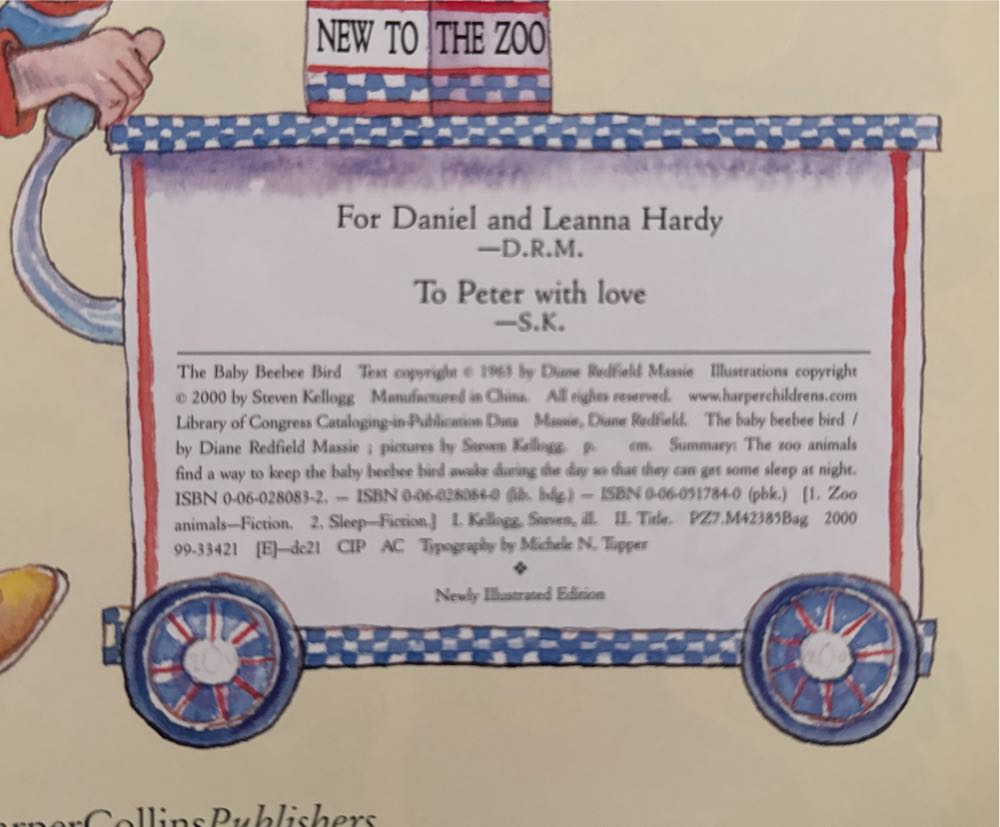 NEW TO THE ZOO
For Daniel and Leanna Hardy
—D.R.M.
To Peter with love
—S.K.
The Baby Beebee Bird Text copyright © 1963 by Diane Redfield Massie Illustrations copyright
© 2000 by Steven Kellogg Manufactured in China. All rights reserved. www.harperchildrens.com
Library of Congress Cataloging-in-Publication Data Massie, Diane Redfield. The baby beebee bird /
by Diane Redfield Massie ; pictures by Steven Kellogg. p. cm. Summary: The zoo animals
find a way to keep the baby beebee bird awake during the day so that they can get some sleep at night.
ISBN 0-06-028083-2. — ISBN 0-06-028084-0 (lib. bdg.) — ISBN 0-06-051784-0 (pbk.) [1. Zoo
animals—Fiction. 2. Sleep—Fiction.] I. Kellogg, Steven, ill. II. Title. PZ7.M42385Bag 2000
99-33421 [E]—dc21 CIP AC Typography by Michele N. Tupper
❖
Newly Illustrated Edition
arperCollinsPublishers